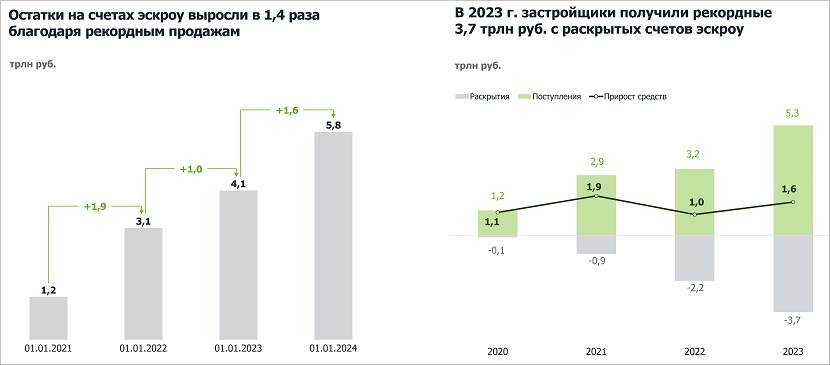 Остатки на счетах эскроу выросли в 1,4 раза
благодаря рекордным продажам
трлн руб.
+1,6
5,8
+1,0
4,1
+1,9
3,1
1,2
01.01.2021 01.01.2022 01.01.2023 01.01.2024
В 2023 г. застройщики получили рекордные
3,7 трлн руб. с раскрытых счетов эскроу
трлн руб.
Раскрытия Поступления Прирост средств
5,3
3,2
2,9
1,2
1,9
1,6
1,0
1,1
-0,1
-0,9
-2,2
-3,7
2020 2021 2022 2023